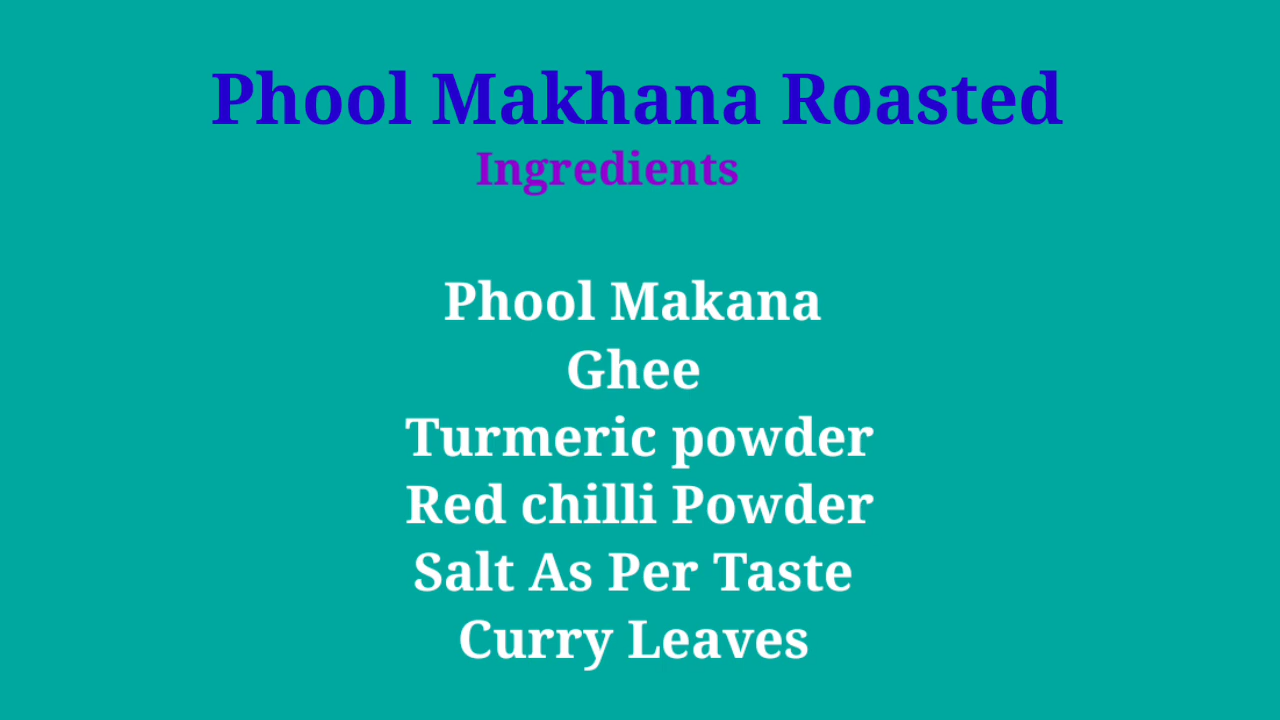 Phool Makhana Roasted
Ingredients
Phool Makana
Ghee
Turmeric powder
Red chilli Powder
Salt As Per Taste
Curry Leaves